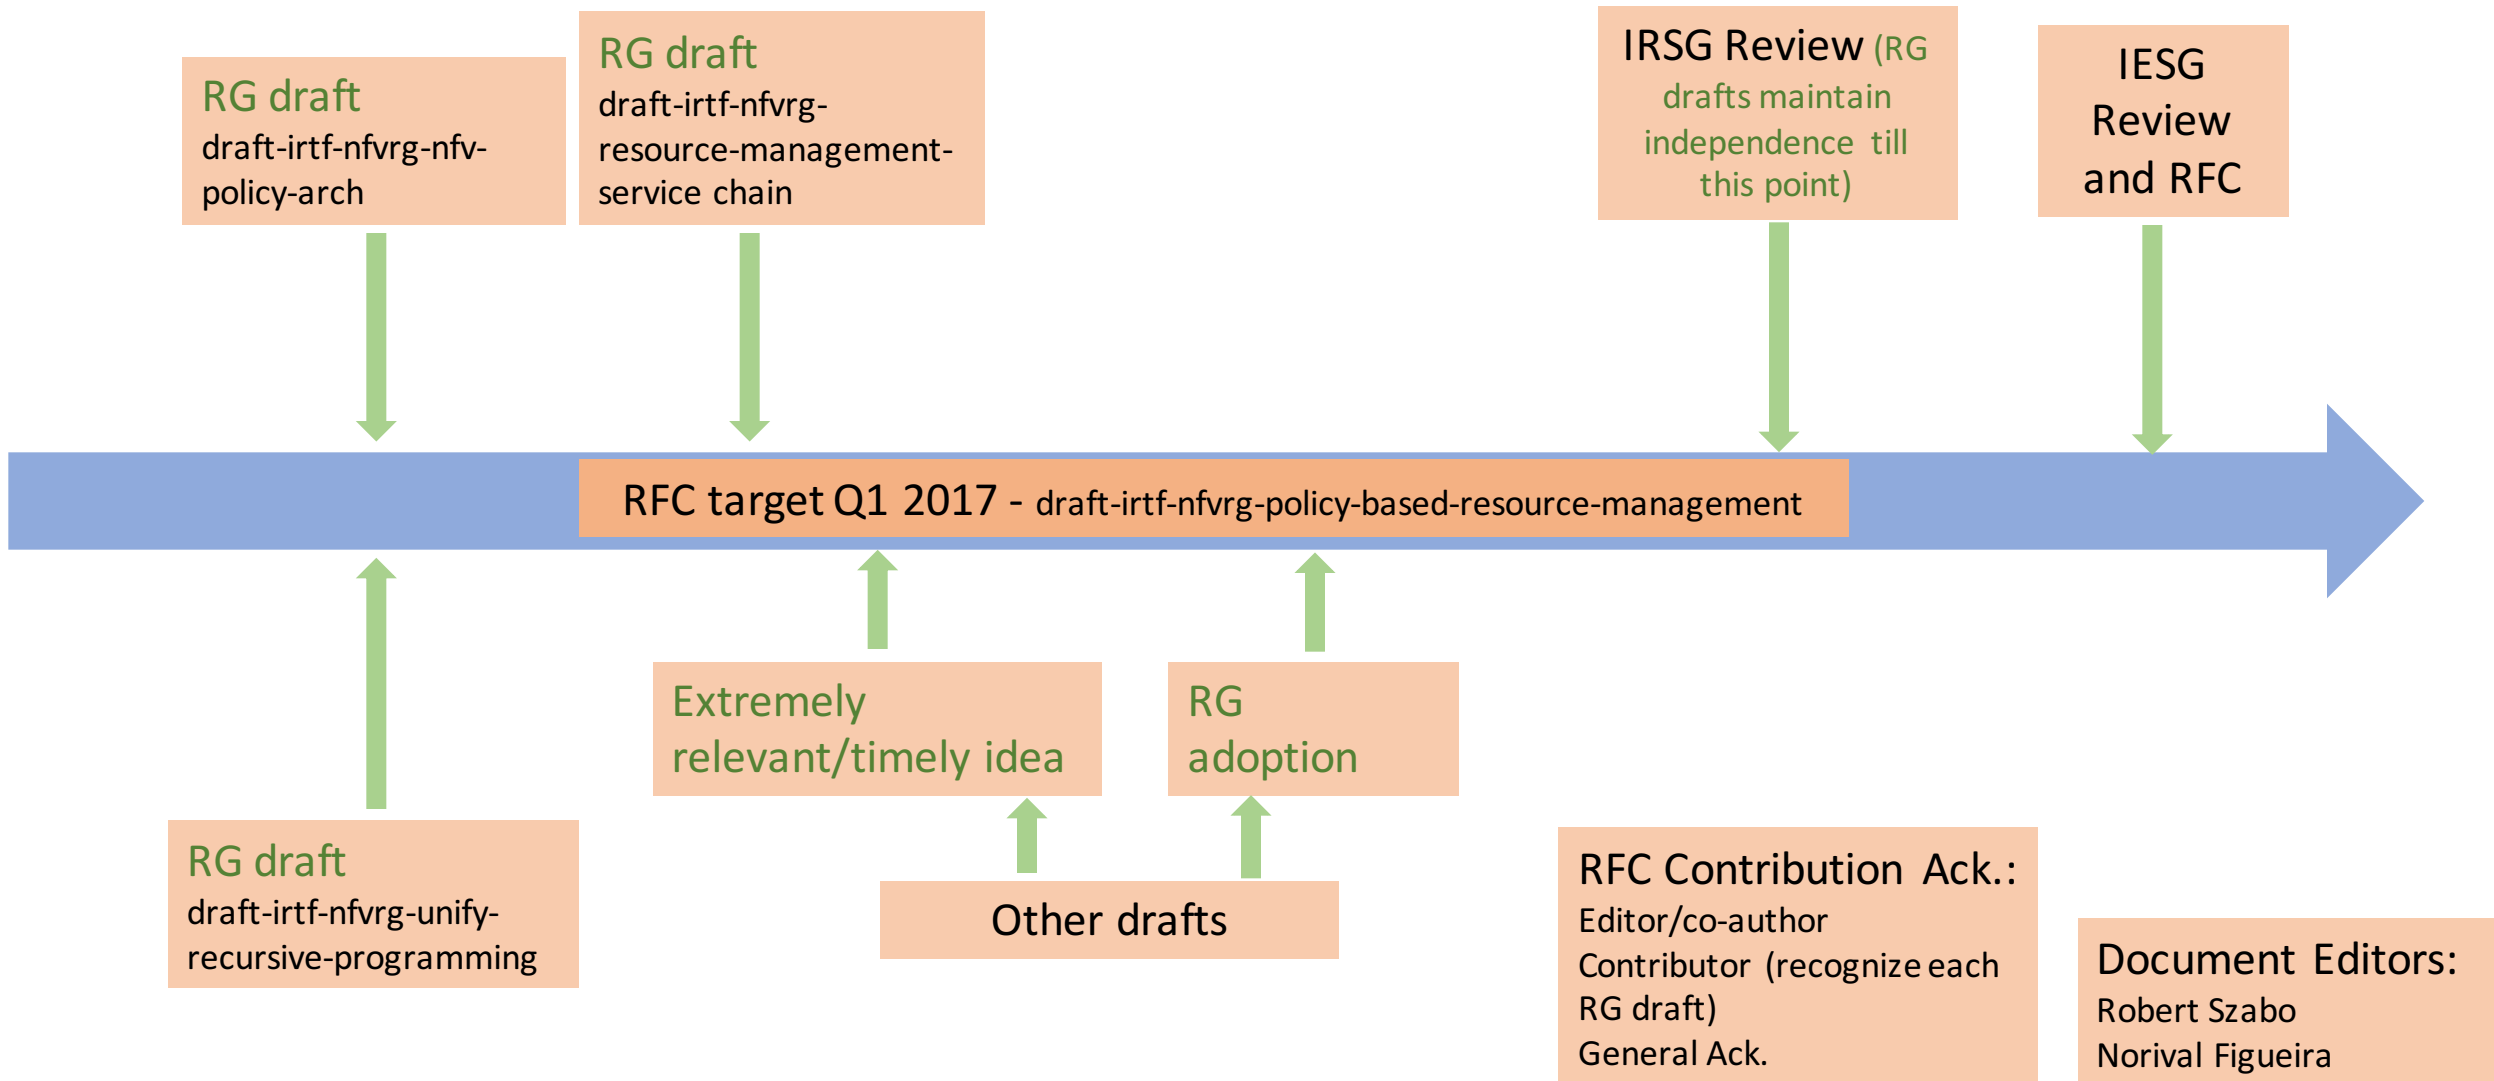 RG draft
draft-irtf-nfvrg-nfv-
policy-arch
RG draft
draft-irtf-nfvrg-
resource-management-
service chain
IRSG Review (RG
drafts maintain
independence till
this point)
IESG
Review
and RFC
RFC target Q1 2017 - draft-irtf-nfvrg-policy-based-resource-management
Extremely
relevant/timely idea
RG
adoption
RG draft
draft-irtf-nfvrg-unify-
recursive-programming
Other drafts
RFC Contribution Ack.:
Editor/co-author
Contributor (recognize each
RG draft)
General Ack.
Document Editors:
Robert Szabo
Norival Figueira